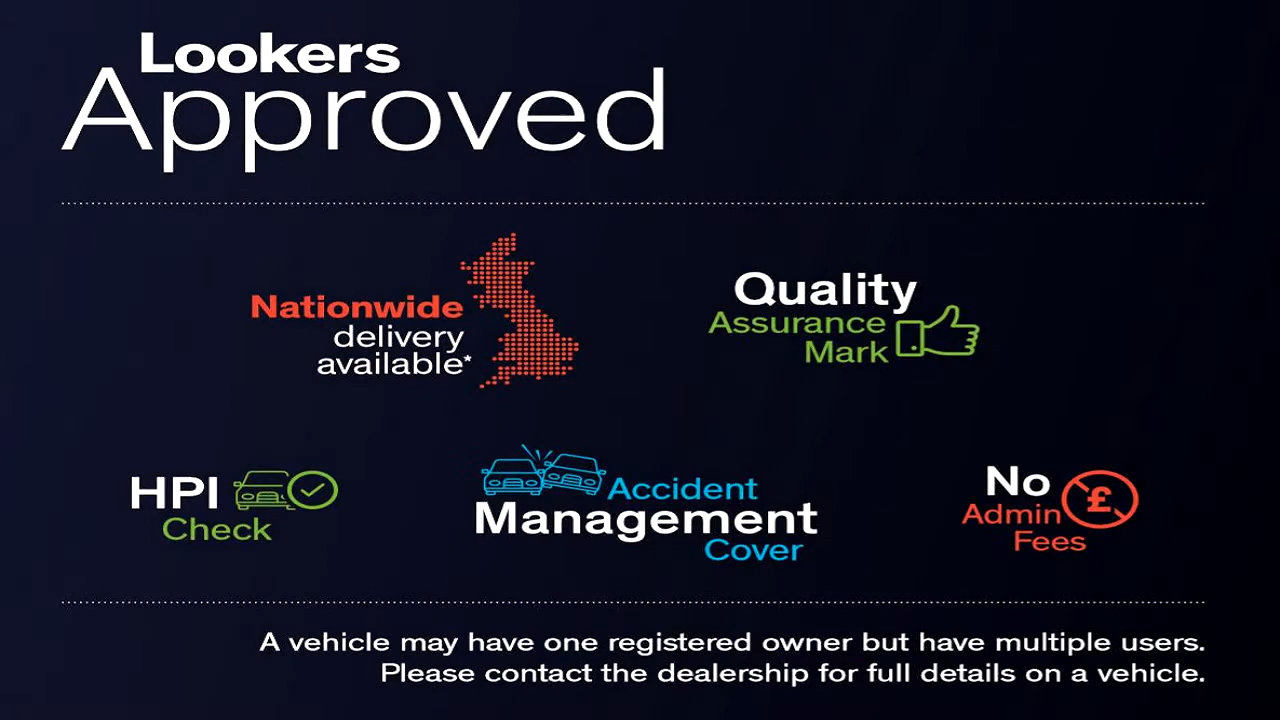 Lookers
Approved
Nationwide
delivery
available*
Quality
Assurance
Mark
HPI
Check
Accident
Management
Cover
No
Admin
Fees
£
A vehicle may have one registered owner but have multiple users.
Please contact the dealership for full details on a vehicle.